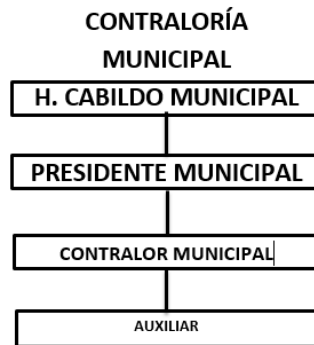 CONTRALORÍA
MUNICIPAL
H. CABILDO MUNICIPAL
PRESIDENTE MUNICIPAL
CONTRALOR MUNICIPAL
AUXILIAR